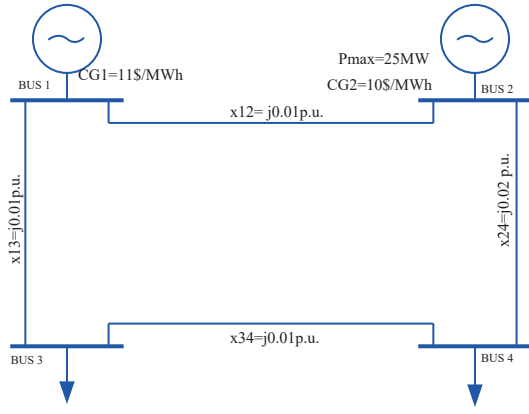 Pmax=25MW
CG1=11$/MWh
BUS 1
CG2=10$/MWh
BUS 2
x12= j0.01p.u.
x13=j0.01p.u.
x24=j0.02 p.u.
x34=j0.01p.u.
BUS 3
BUS 4